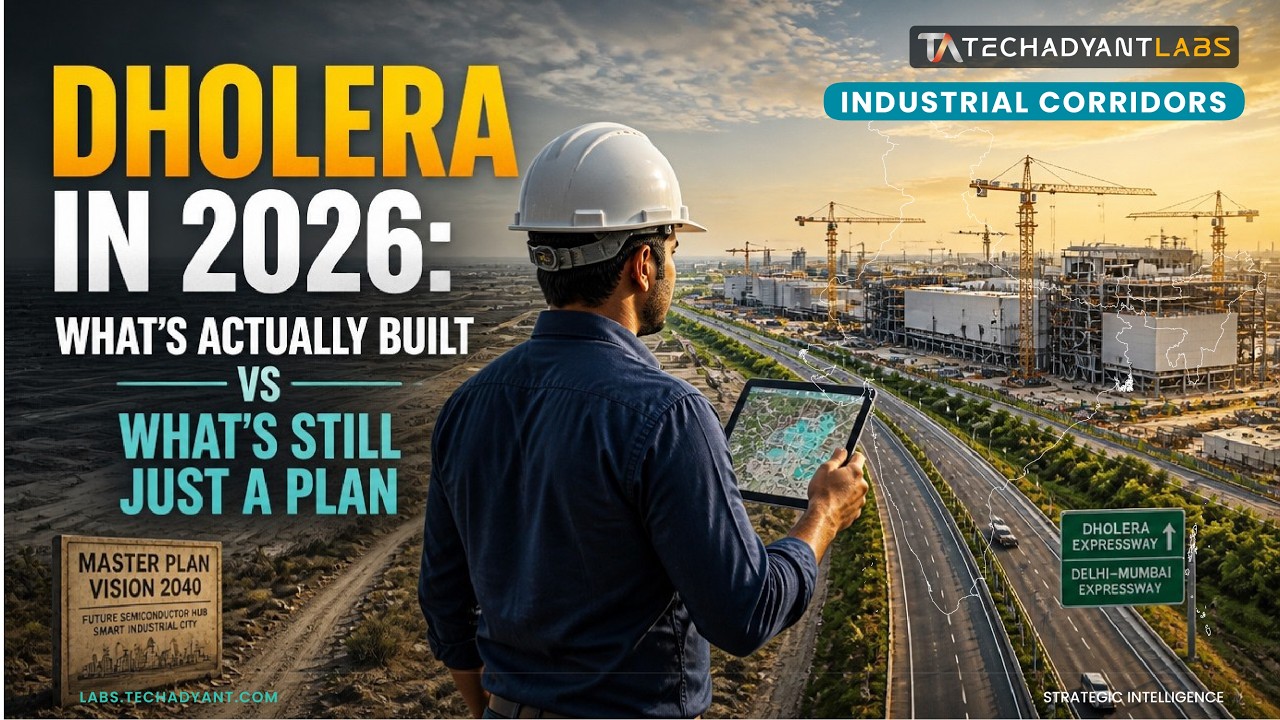 TECHADYANTLABS
INDUSTRIAL CORRIDORS
DHOLERA
IN 2026:
WHAT'S ACTUALLY BUILT
VS
WHAT'S STILL
JUST A PLAN
MASTER PLAN
VISION 2040
FUTURE SEMICONDUCTOR HUB
SMART INDUSTRIAL CITY
DHOLERA
EXPRESSWAY
DELHI–MUMBAI
EXPRESSWAY
LABS.TECHADYANT.COM
STRATEGIC INTELLIGENCE